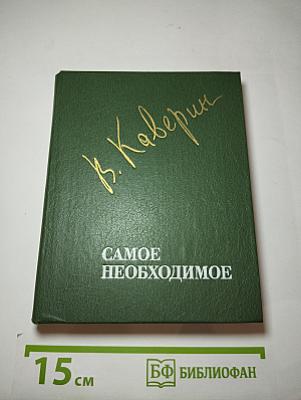 В. Каверин
САМОЕ
НЕОБХОДИМОЕ
15 см
БФ БИБЛИОФАН